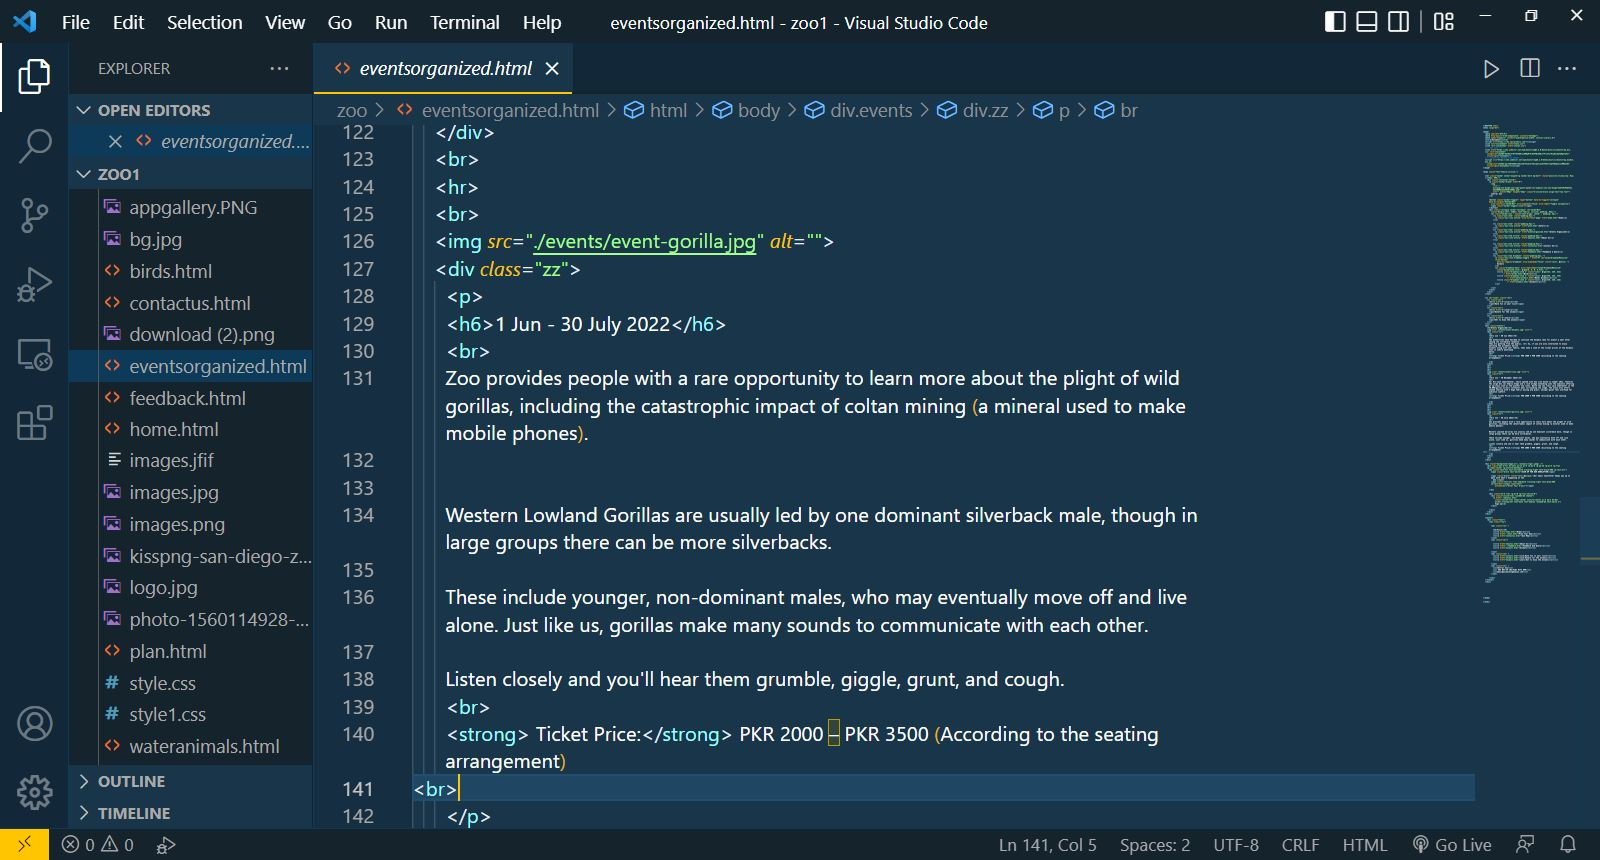 File Edit Selection View Go Run Terminal Help
eventsorganized.html - zoo1 - Visual Studio Code
EXPLORER
OPEN EDITORS
eventsorganized....
ZOO1
appgallery.PNG
bg.jpg
birds.html
contactus.html
download (2).png
eventsorganized.html
feedback.html
home.html
images.jfif
images.jpg
images.png
kisspng-san-diego-z...
logo.jpg
photo-1560114928-...
plan.html
style.css
style1.css
wateranimals.html
OUTLINE
TIMELINE
eventsorganized.html
zoo > eventsorganized.html > html > body > div.events > div.zz > p > br
122 </div>
123 <br>
124 <hr>
125 <br>
126 <img src="./events/event-gorilla.jpg" alt="">
127 <div class="zz">
128 <p>
129 <h6>1 Jun - 30 July 2022</h6>
130 <br>
131 Zoo provides people with a rare opportunity to learn more about the plight of wild
gorillas, including the catastrophic impact of coltan mining (a mineral used to make
mobile phones).
132
133
134 Western Lowland Gorillas are usually led by one dominant silverback male, though in
large groups there can be more silverbacks.
135
136 These include younger, non-dominant males, who may eventually move off and live
alone. Just like us, gorillas make many sounds to communicate with each other.
137
138 Listen closely and you'll hear them grumble, giggle, grunt, and cough.
139 <br>
140 <strong> Ticket Price:</strong> PKR 2000 – PKR 3500 (According to the seating
arrangement)
141 <br>
142 </p>
0 0
Ln 141, Col 5 Spaces: 2 UTF-8 CRLF HTML Go Live